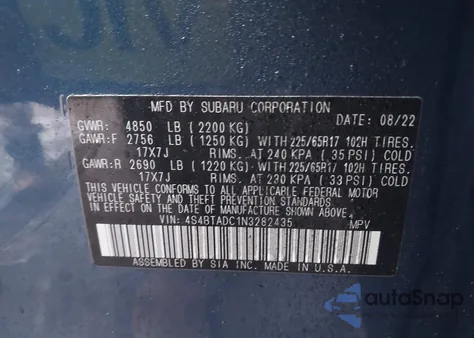 MFD BY SUBARU CORPORATION DATE: 08/22
GVWR: 4850 LB (2200 KG)
GAWR:F 2756 LB (1250 KG) WITH 225/65R17 102H TIRES.
17X7J RIMS. AT 240 KPA (35 PSI) COLD
GAWR:R 2690 LB (1220 KG) WITH 225/65R17 102H TIRES.
17X7J RIMS. AT 230 KPA (33 PSI) COLD
THIS VEHICLE CONFORMS TO ALL APPLICABLE FEDERAL MOTOR
VEHICLE SAFETY AND THEFT PREVENTION STANDARDS IN
EFFECT ON THE DATE OF MANUFACTURE SHOWN ABOVE.
VIN: 4S4BTADC1N3282435 MPV
ASSEMBLED BY SIA INC. MADE IN U.S.A.
autoSnap